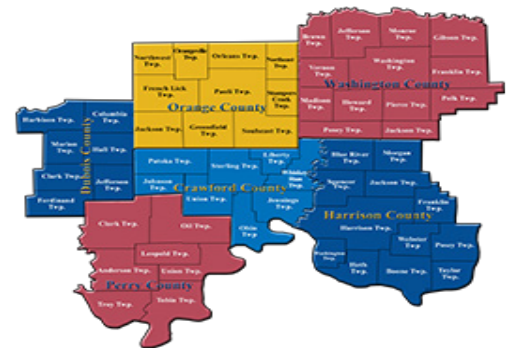 Brown
Twp.
Jefferson
Twp.
Monroe
Twp.
Gibson Twp.
Northwest
Twp.
Orangeville
Twp.
Orleans Twp.
Northeast
Twp.
Vernon
Twp.
Washington
Twp.
Franklin Twp.
Washington County
French Lick
Twp.
Paoli Twp.
Stampers
Creek
Twp.
Orange County
Madison
Twp.
Howard
Twp.
Pierce Twp.
Polk Twp.
Jackson Twp.
Greenfield
Twp.
Southeast Twp.
Posey Twp.
Jackson Twp.
Harbison Twp.
Columbia
Twp.
Marion
Twp.
Hall Twp.
Dubois County
Clark Twp.
Jefferson
Twp.
Ferdinand
Twp.
Patoka Twp.
Sterling Twp.
Liberty
Twp.
Whiskey
Run
Twp.
Johnson
Twp.
Crawford County
Union Twp.
Jennings
Twp.
Ohio
Twp.
Blue River
Twp.
Morgan
Twp.
Spencer
Twp.
Jackson Twp.
Franklin
Twp.
Harrison County
Harrison Twp.
Webster
Twp.
Posey Twp.
Washington
Twp.
Heth
Twp.
Boone Twp.
Taylor
Twp.
Clark Twp.
Oil Twp.
Leopold Twp.
Anderson Twp.
Union Twp.
Perry County
Troy Twp.
Tobin Twp.